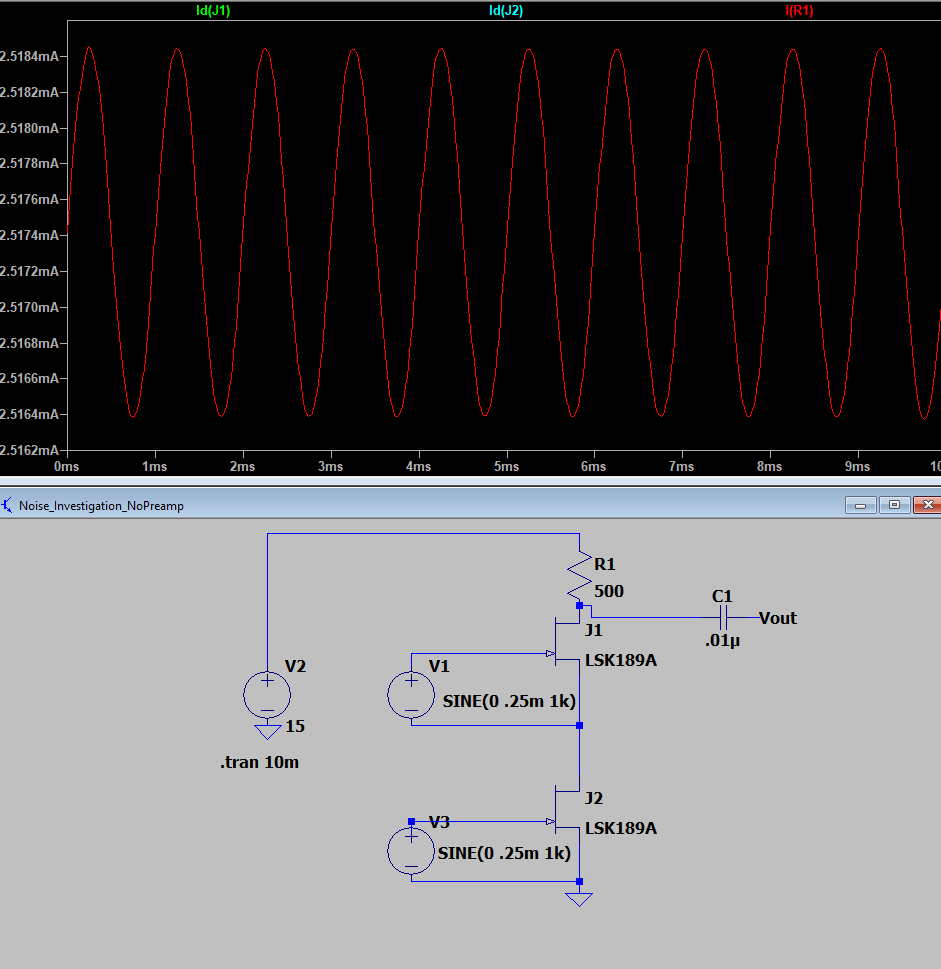 Id(J1) Id(J2) I(R1)
2.5184mA
2.5182mA
2.5180mA
2.5178mA
2.5176mA
2.5174mA
2.5172mA
2.5170mA
2.5168mA
2.5166mA
2.5164mA
2.5162mA
0ms 1ms 2ms 3ms 4ms 5ms 6ms 7ms 8ms 9ms 10
Noise_Investigation_NoPreamp
R1
500
C1
Vout
.01µ
J1
LSK189A
V2
V1
SINE(0 .25m 1k)
15
.tran 10m
J2
V3
LSK189A
SINE(0 .25m 1k)